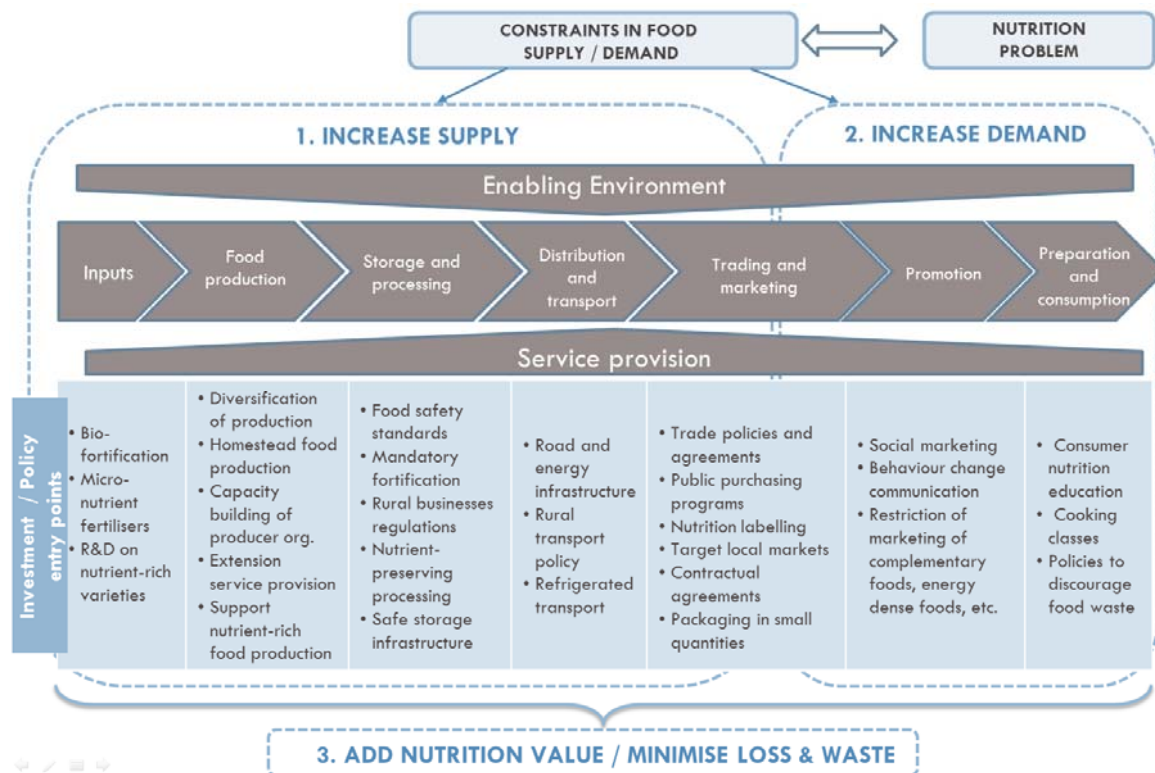 CONSTRAINTS IN FOOD
SUPPLY / DEMAND
NUTRITION
PROBLEM
1. INCREASE SUPPLY
2. INCREASE DEMAND
Enabling Environment
Inputs
Food
production
Storage and
processing
Distribution
and
transport
Trading and
marketing
Promotion
Preparation
and
consumption
Service provision
Investment / Policy
entry points
• Bio-
fortification
• Micro-
nutrient
fertilisers
• R&D on
nutrient-rich
varieties
• Diversification
of production
• Homestead food
production
• Capacity
building of
producer org.
• Extension
service provision
• Support
nutrient-rich
food production
• Food safety
standards
• Mandatory
fortification
• Rural businesses
regulations
• Nutrient-
preserving
processing
• Safe storage
infrastructure
• Road and
energy
infrastructure
• Rural
transport
policy
• Refrigerated
transport
• Trade policies and
agreements
• Public purchasing
programs
• Nutrition labelling
• Target local markets
• Contractual
agreements
• Packaging in small
quantities
• Social marketing
• Behaviour change
communication
• Restriction of
marketing of
complementary
foods, energy
dense foods, etc.
• Consumer
nutrition
education
• Cooking
classes
• Policies to
discourage
food waste
3. ADD NUTRITION VALUE / MINIMISE LOSS & WASTE